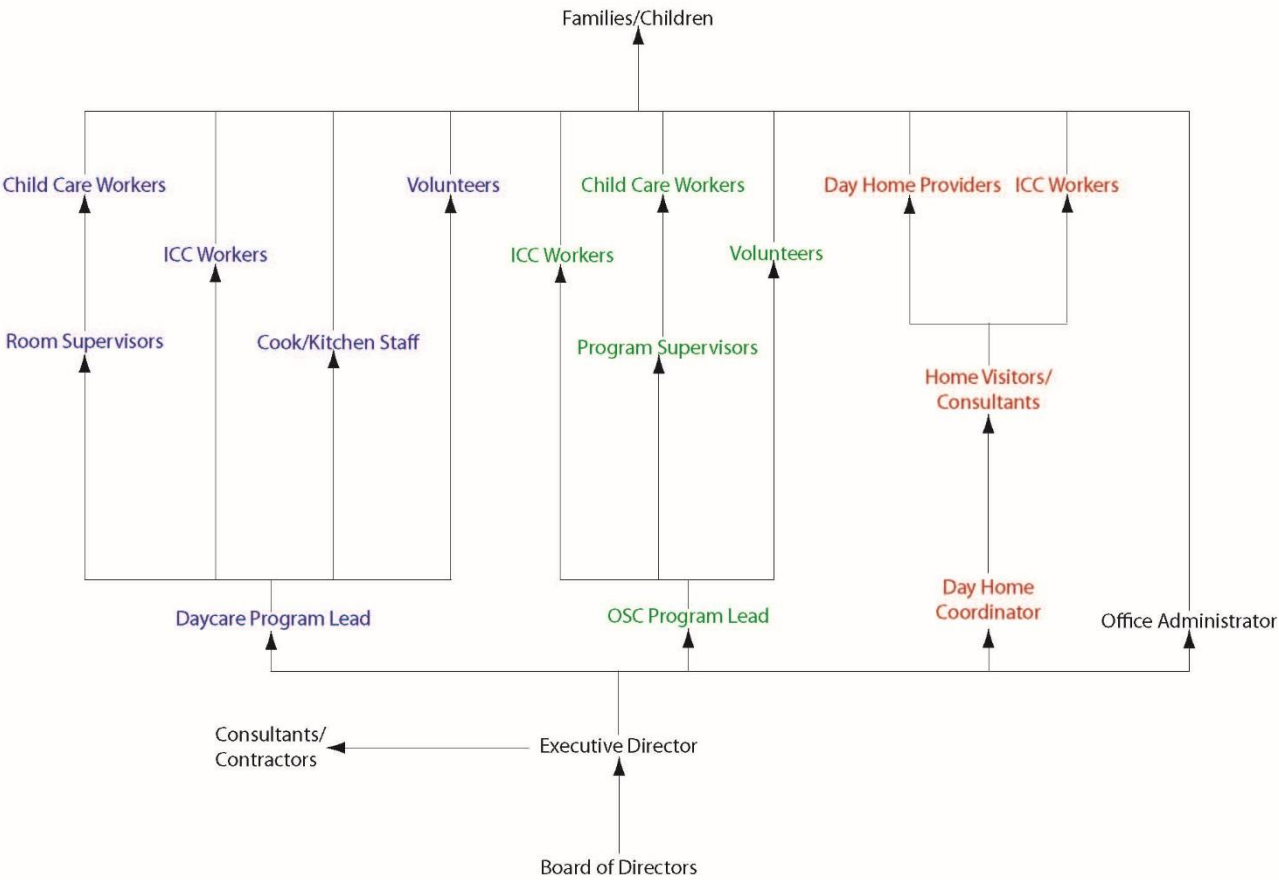 Families/Children
Child Care Workers
Volunteers
Child Care Workers
Day Home Providers
ICC Workers
ICC Workers
ICC Workers
Volunteers
Room Supervisors
Cook/Kitchen Staff
Program Supervisors
Home Visitors/
Consultants
Daycare Program Lead
OSC Program Lead
Day Home
Coordinator
Office Administrator
Consultants/
Contractors
Executive Director
Board of Directors